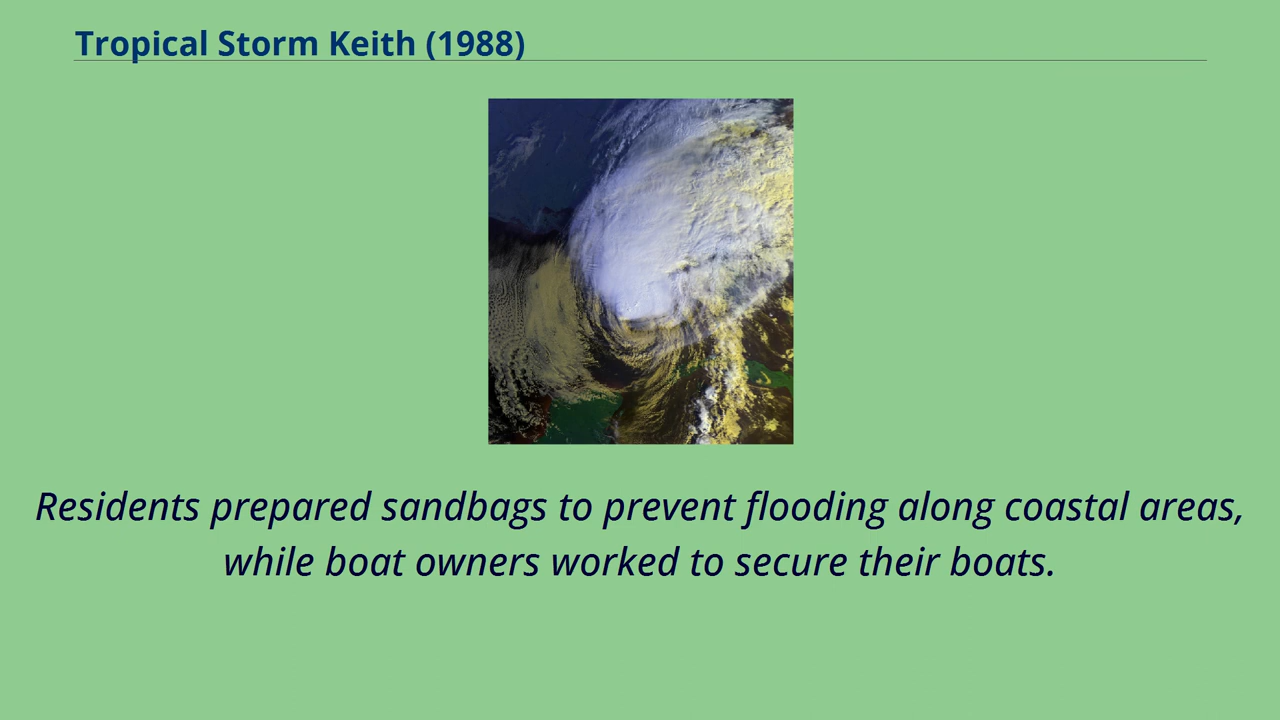 Tropical Storm Keith (1988)
Residents prepared sandbags to prevent flooding along coastal areas,
while boat owners worked to secure their boats.